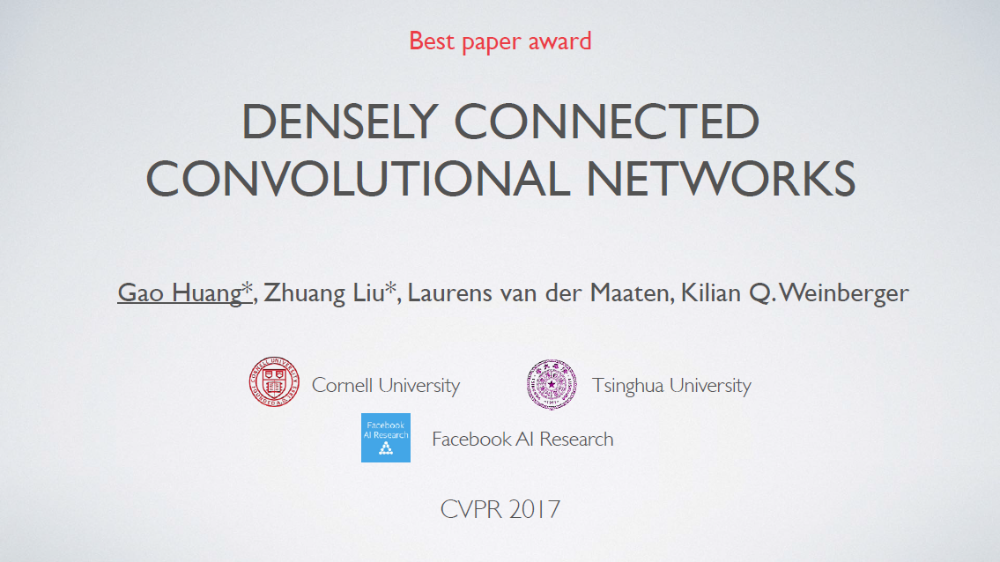 Best paper award
DENSELY CONNECTED
CONVOLUTIONAL NETWORKS
Gao Huang*, Zhuang Liu*, Laurens van der Maaten, Kilian Q. Weinberger
Cornell University
Tsinghua University
Facebook
AI Research
Facebook AI Research
CVPR 2017